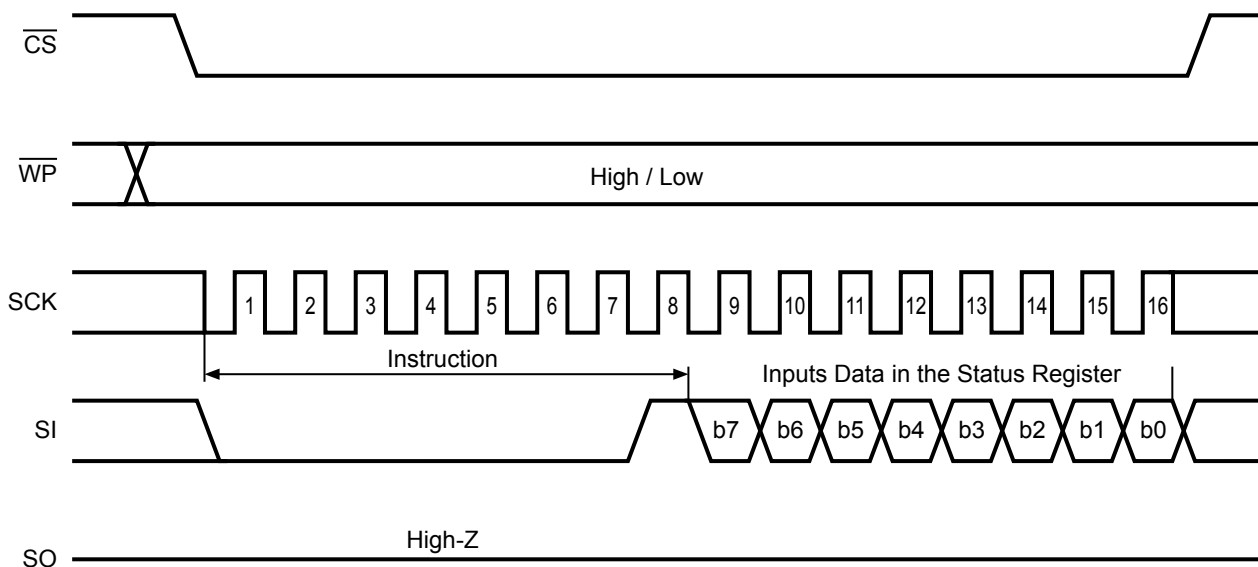 CS
WP High / Low
SCK 1 2 3 4 5 6 7 8 9 10 11 12 13 14 15 16
Instruction Inputs Data in the Status Register
SI b7 b6 b5 b4 b3 b2 b1 b0
High-Z
SO